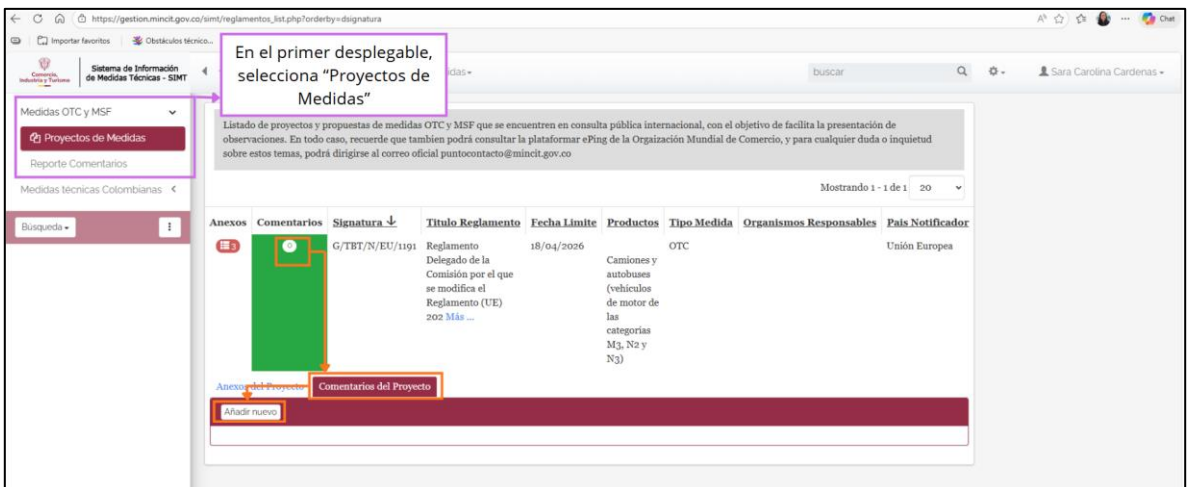 https://gestion.mincit.gov.co/simt/reglamentos_list.php?orderby=dsignatura
Chat
Importar favoritos
Obstáculos técnico...
En el primer desplegable,
selecciona “Proyectos de
Medidas”
Comercio,
Industria y Turismo
Sistema de Información
de Medidas Técnicas - SIMT
idas
buscar
Sara Carolina Cardenas
Medidas OTC y MSF
Proyectos de Medidas
Reporte Comentarios
Medidas técnicas Colombianas
Búsqueda
Listado de proyectos y propuestas de medidas OTC y MSF que se encuentren en consulta pública internacional, con el objetivo de facilita la presentación de
observaciones. En todo caso, recuerde que tambien podrá consultar la plataformar ePing de la Orgaización Mundial de Comercio, y para cualquier duda o inquietud
sobre estos temas, podrá dirigirse al correo oficial puntocontacto@mincit.gov.co
Mostrando 1 - 1 de 1 20
Anexos Comentarios Signatura Titulo Reglamento Fecha Limite Productos Tipo Medida Organismos Responsables Pais Notificador
3 0 G/TBT/N/EU/1191 Reglamento 18/04/2026 OTC Unión Europea
Delegado de la
Comisión por el que
se modifica el
Reglamento (UE)
202 Más ...
Camiones y
autobuses
(vehículos
de motor de
las
categorías
M3, N2 y
N3)
Anexos del Proyecto Comentarios del Proyecto
Añadir nuevo